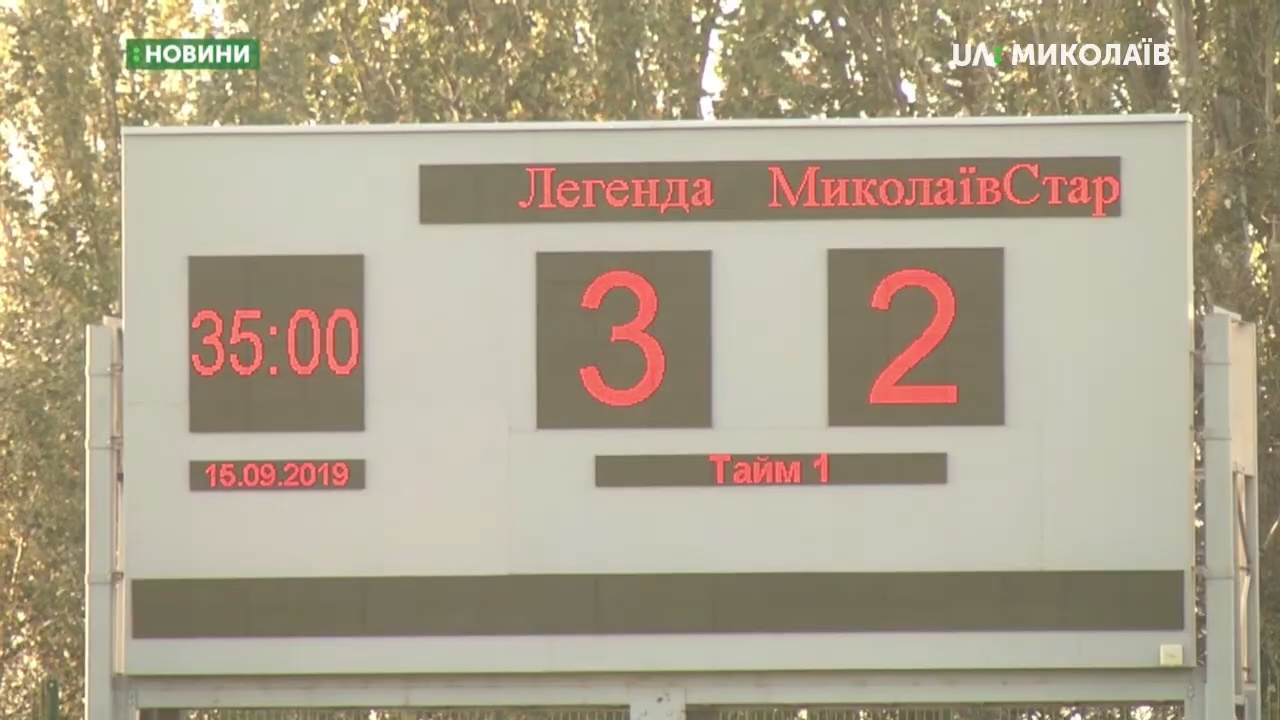 НОВИНИ
UA: МИКОЛАЇВ
Легенда МиколаївСтар
35:00
3 2
15.09.2019
Тайм 1